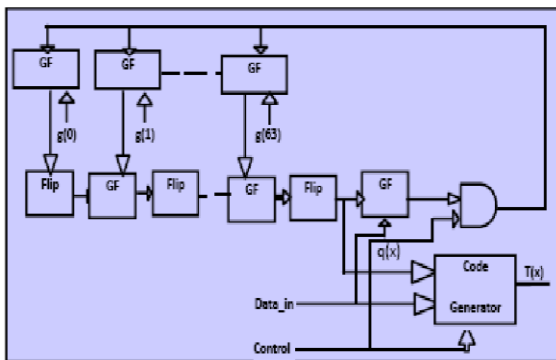 GF
GF
GF
g(0)
g(1)
g(63)
Flip
GF
Flip
GF
Flip
GF
q(x)
Code
Generator
T(x)
Data_in
Control